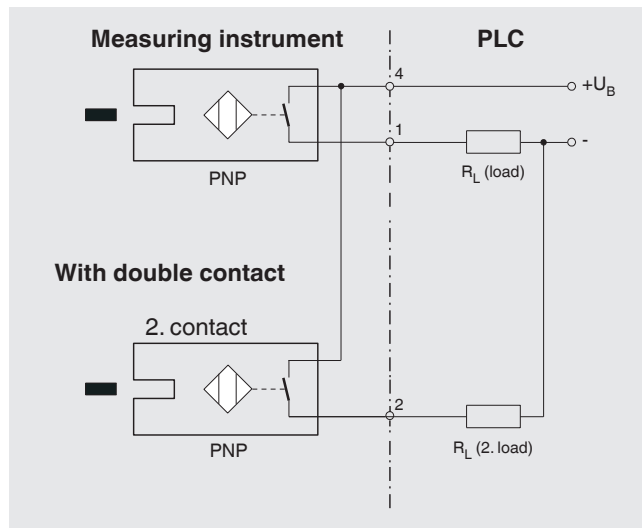 Measuring instrument
PLC
4
+U_B
1
-
PNP
R_L (load)
With double contact
2. contact
2
PNP
R_L (2. load)